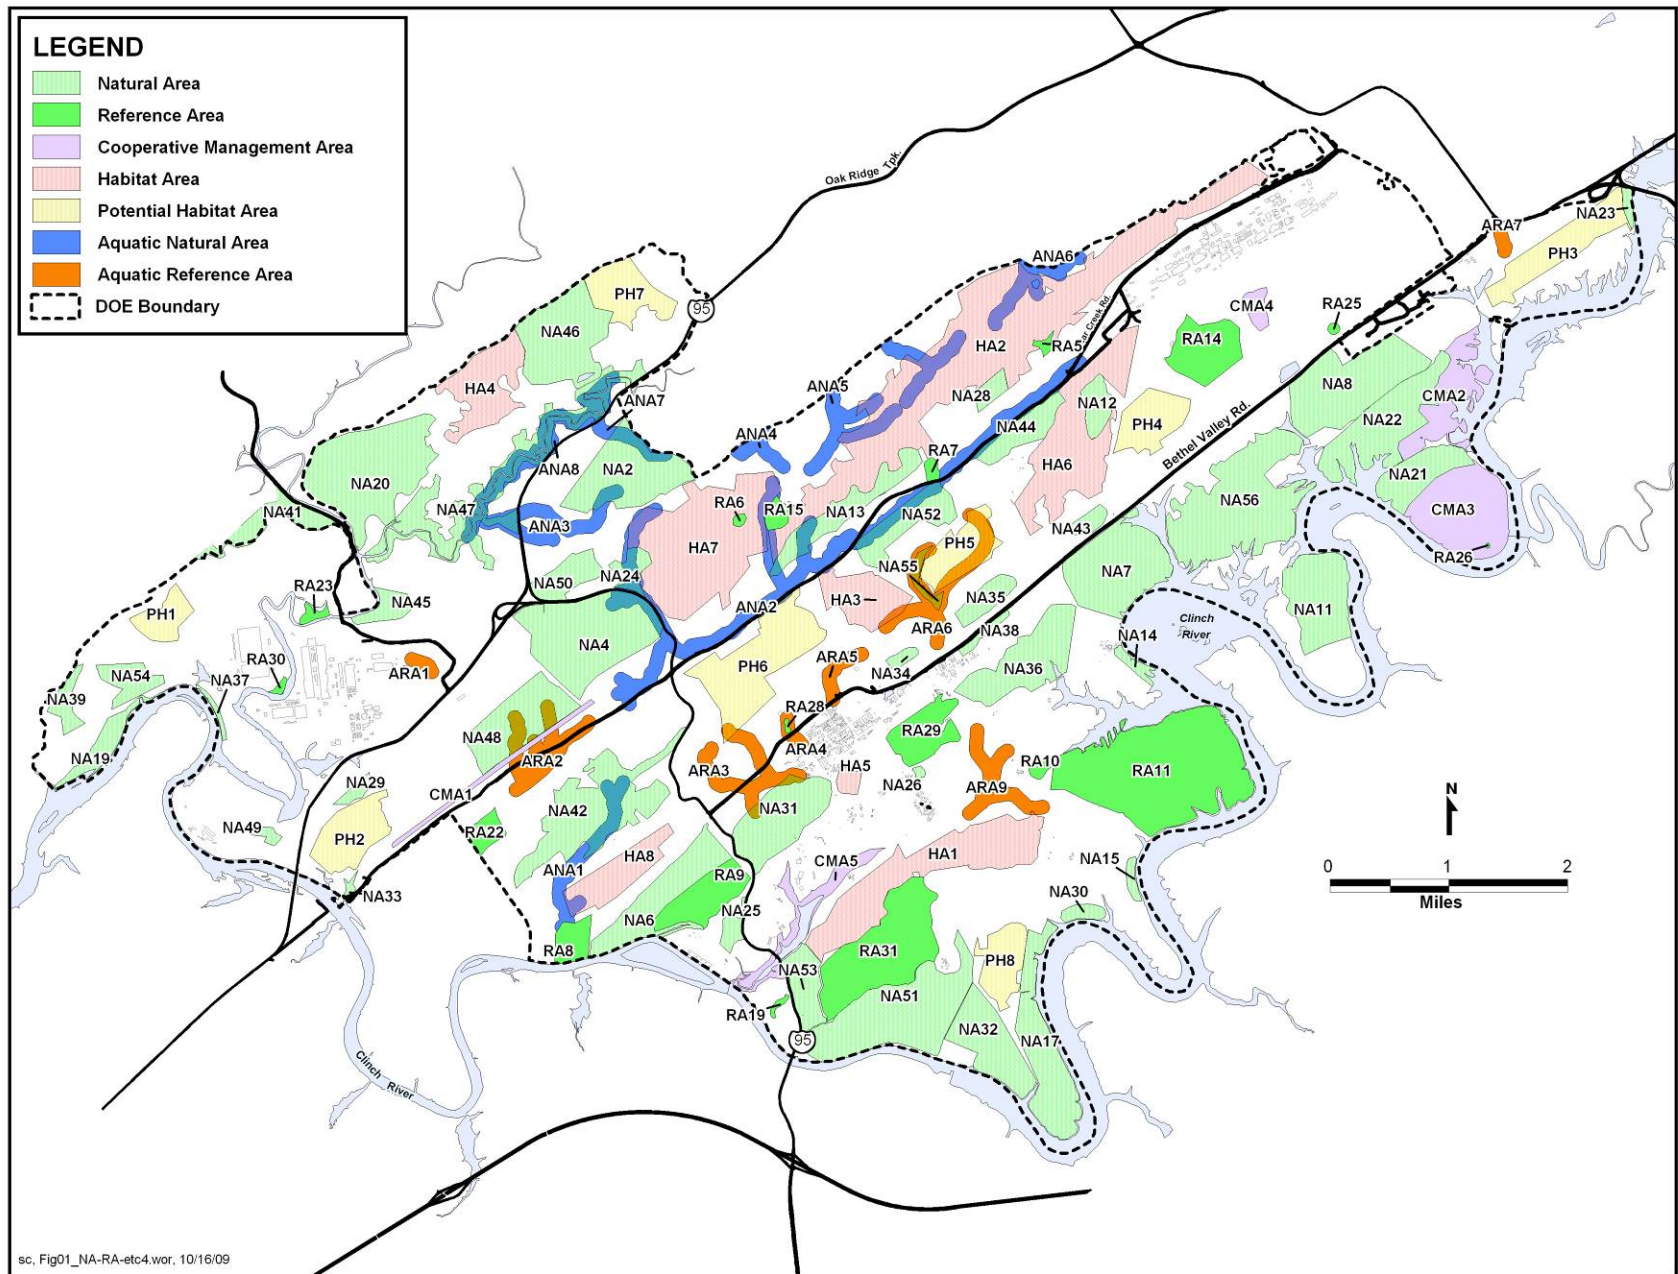 LEGEND
Natural Area
Reference Area
Cooperative Management Area
Habitat Area
Potential Habitat Area
Aquatic Natural Area
Aquatic Reference Area
DOE Boundary
Oak Ridge Tpk.
95
NA23
ARA7
PH3
ANA6
PH7
CMA4
RA25
NA46
HA2
RA5
ar Creek Rd.
RA14
HA4
ANA5
NA8
CMA2
ANA7
NA28
NA12
PH4
NA22
ANA4
NA44
Bethel Valley Rd.
ANA8
NA2
RA7
HA6
NA21
NA20
NA56
CMA3
NA41
NA47
ANA3
RA6
RA15
NA13
NA52
NA43
HA7
PH5
RA26
NA50
NA24
NA55
NA7
RA23
NA45
PH1
ANA2
HA3
NA35
NA11
Clinch
River
ARA6
NA38
NA14
NA4
RA30
ARA1
PH6
ARA5
NA34
NA36
NA54
NA37
NA39
RA28
RA29
NA48
NA19
ARA2
ARA4
ARA3
HA5
RA10
RA11
NA29
CMA1
NA26
ARA9
NA42
NA31
N
NA49
PH2
RA22
HA8
CMA5
HA1
NA15
0 1 2
Miles
ANA1
RA9
NA33
NA6
NA25
NA30
RA8
RA31
PH8
NA53
NA51
RA19
NA32
NA17
95
Clinch River
sc, Fig01_NA-RA-etc4.wor, 10/16/09